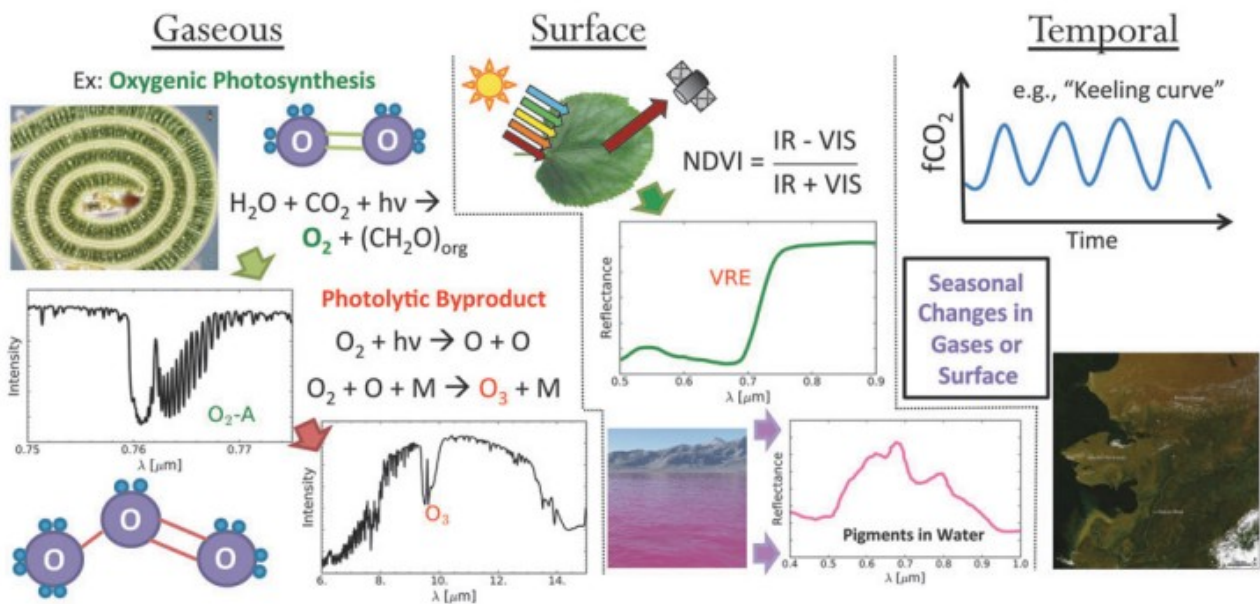 Gaseous
Ex: Oxygenic Photosynthesis
O O
H₂O + CO₂ + hν →
O₂ + (CH₂O)org
Intensity
O₂-A
0.75 0.76 0.77
λ [μm]
Photolytic Byproduct
O₂ + hν → O + O
O₂ + O + M → O₃ + M
Intensity
O₃
6. 8. 10. 12. 14.
λ [μm]
O O O
Surface
NDVI = IR - VIS
IR + VIS
Reflectance
VRE
0.5 0.6 0.7 0.8 0.9
λ [μm]
Reflectance
Pigments in Water
0.4 0.5 0.6 0.7 0.8 0.9 1.0
λ [μm]
Temporal
e.g., “Keeling curve”
fCO₂
Time
Seasonal
Changes in
Gases or
Surface